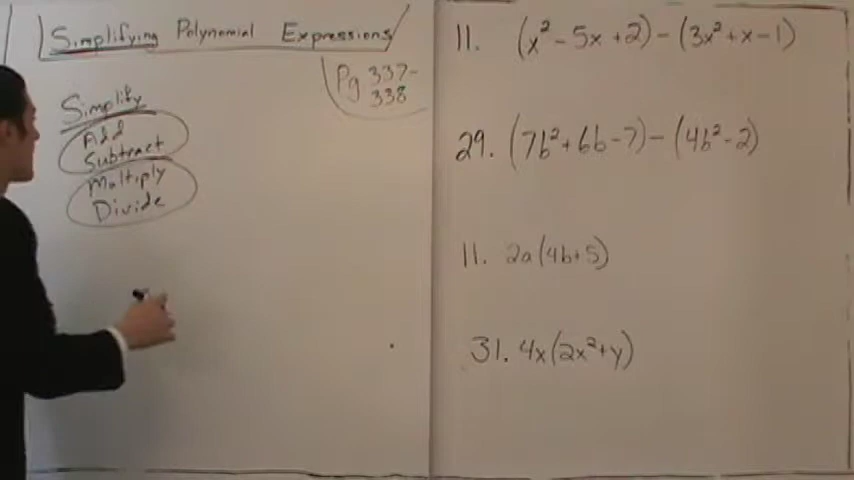 Simplifying Polynomial Expressions
Pg 337-
338
Simplify
Add
Subtract
Multiply
Divide
11. (x² - 5x + 2) - (3x² + x - 1)
29. (7b² + 6b - 7) - (4b² - 2)
11. 2a(4b+5)
31. 4x(2x²+y)